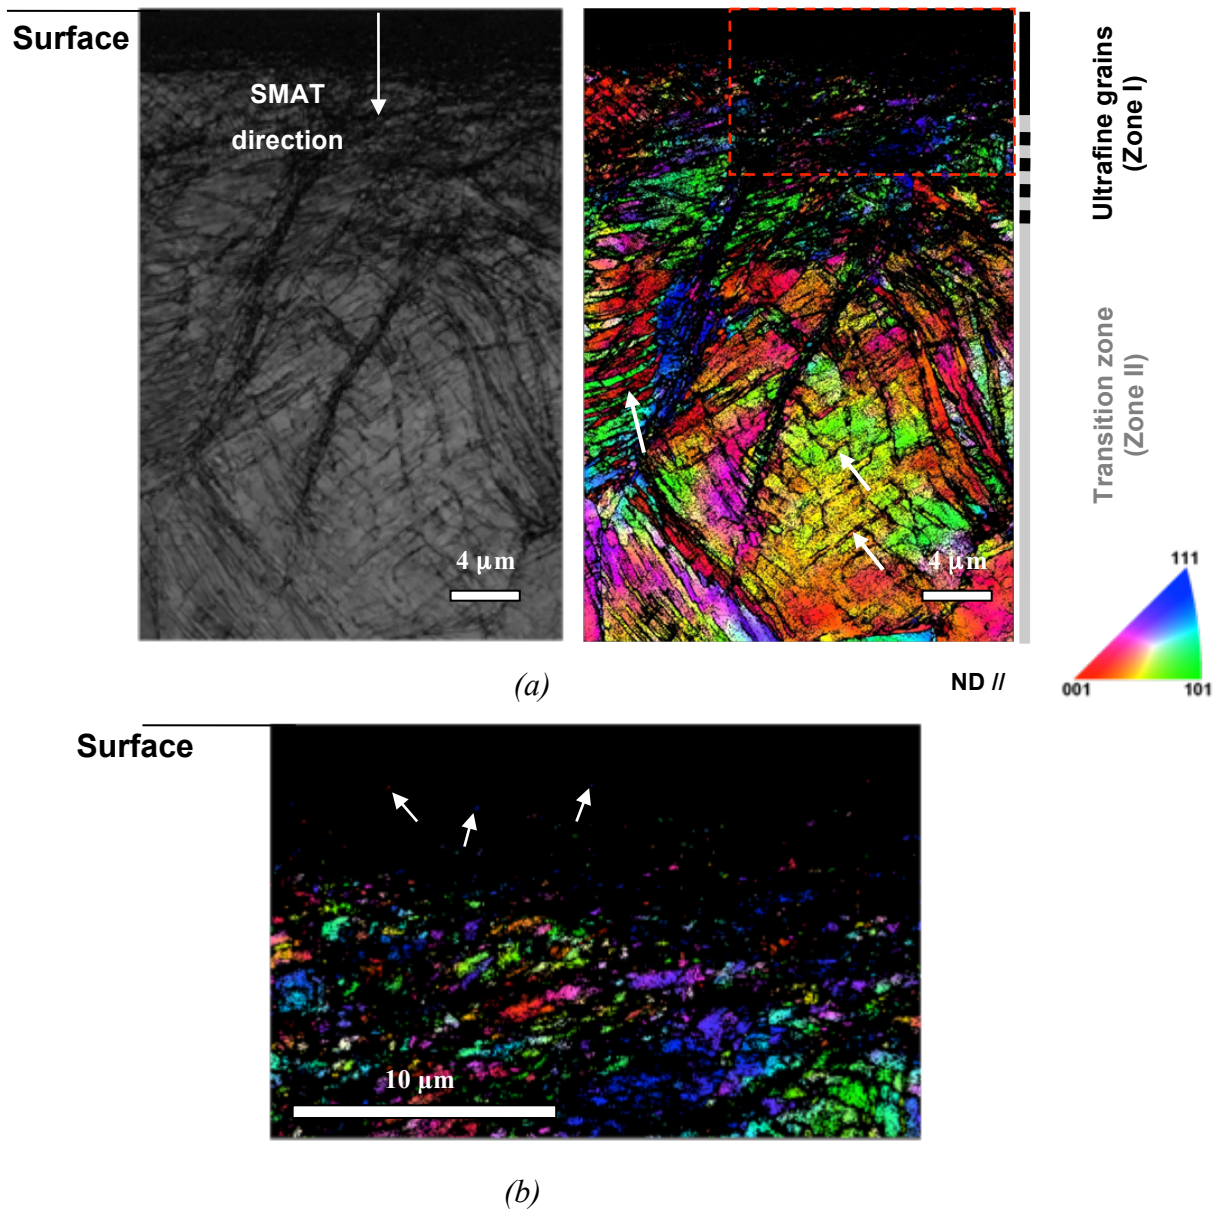 Surface
SMAT
direction
4 μm
4 μm
Ultrafine grains
(Zone I)
Transition zone
(Zone II)
111
001
101
ND //
(a)
Surface
10 μm
(b)